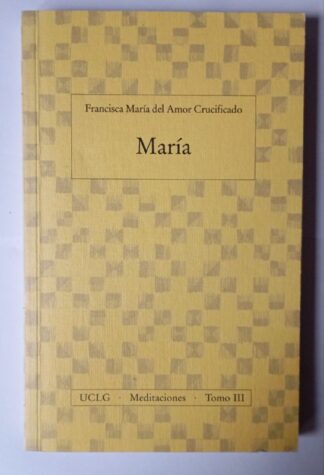 Francisca María del Amor Crucificado
María
UCLG · Meditaciones · Tomo III